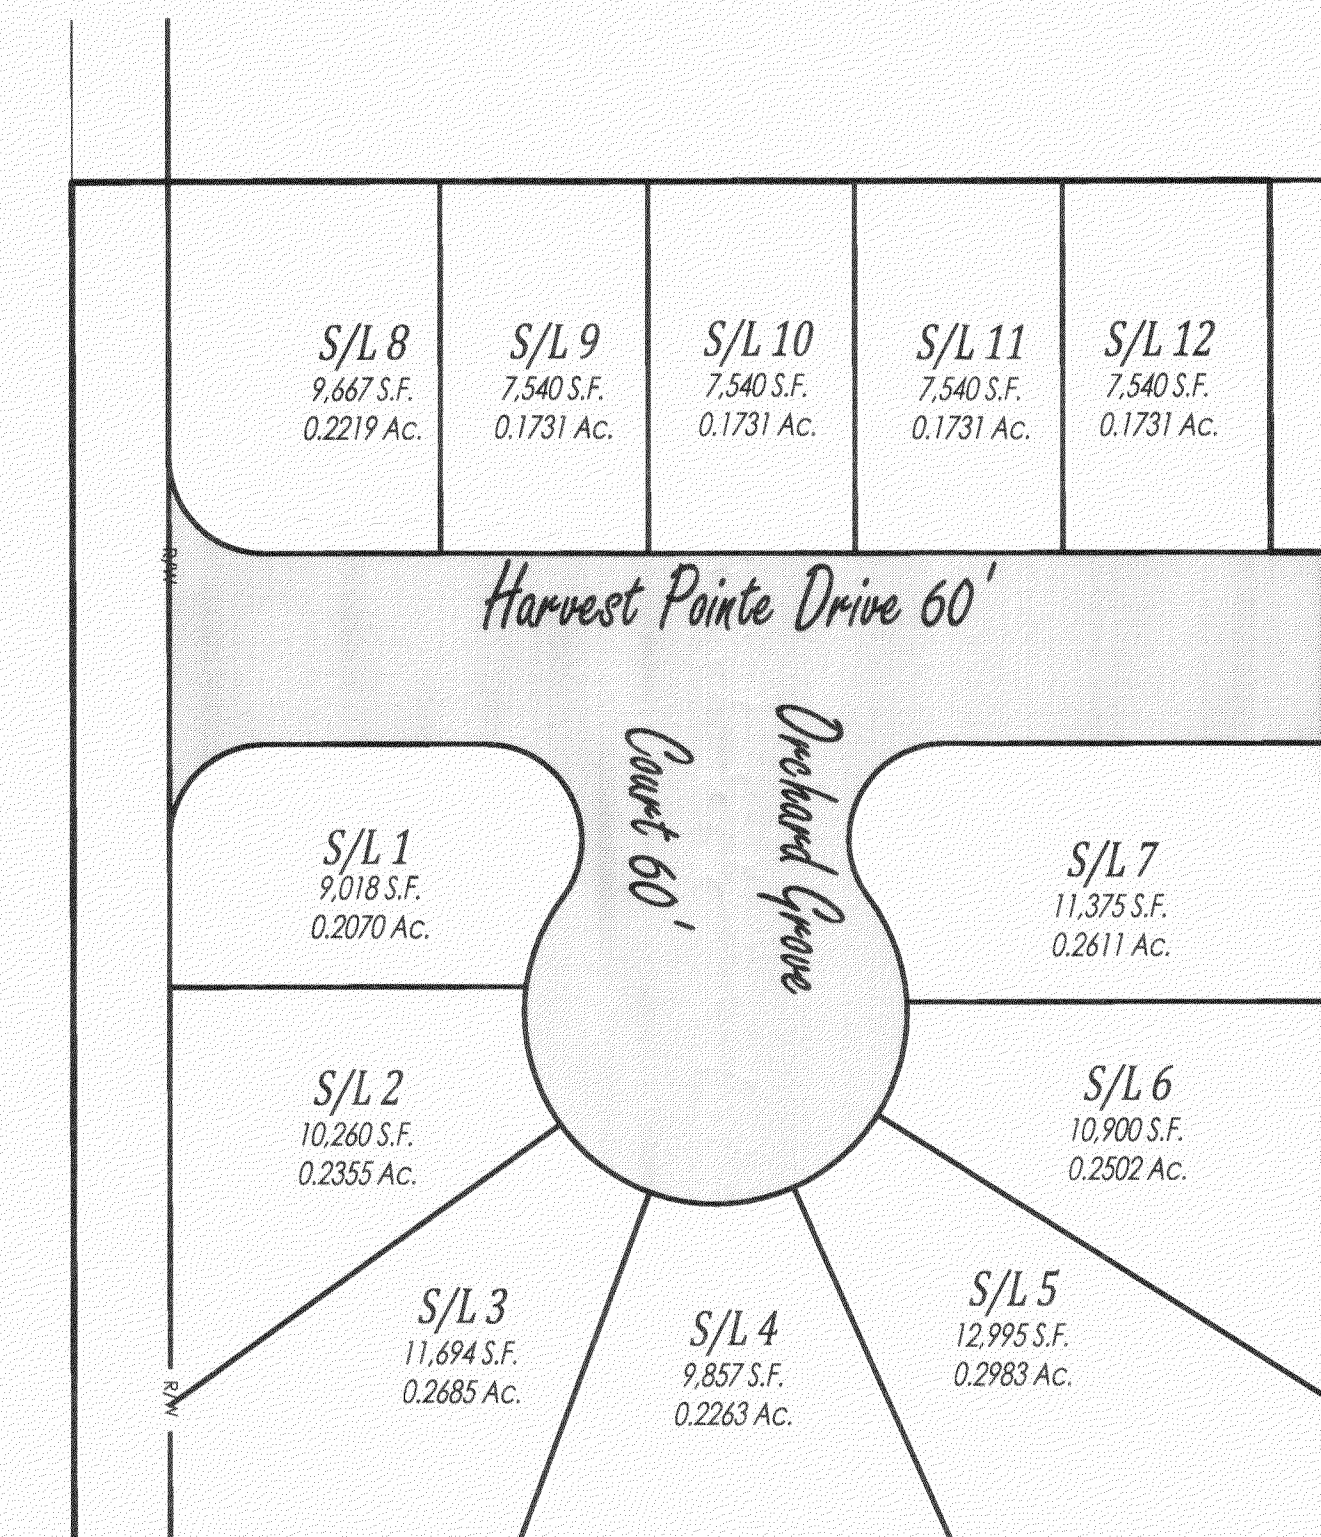 S/L 8
9,667 S.F.
0.2219 Ac.
S/L 9
7,540 S.F.
0.1731 Ac.
S/L 10
7,540 S.F.
0.1731 Ac.
S/L 11
7,540 S.F.
0.1731 Ac.
S/L 12
7,540 S.F.
0.1731 Ac.
R/W
Harvest Pointe Drive 60'
Orchard Grove
Court 60'
S/L 1
9,018 S.F.
0.2070 Ac.
S/L 7
11,375 S.F.
0.2611 Ac.
S/L 2
10,260 S.F.
0.2355 Ac.
S/L 6
10,900 S.F.
0.2502 Ac.
S/L 3
11,694 S.F.
0.2685 Ac.
S/L 4
9,857 S.F.
0.2263 Ac.
S/L 5
12,995 S.F.
0.2983 Ac.
R/W